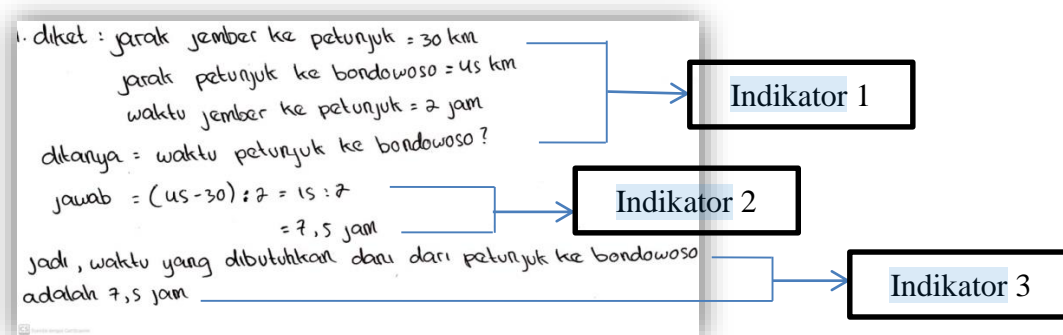 1. diket : jarak jember ke petunjuk = 30 km
jarak petunjuk ke bondowoso = 45 km
waktu jember ke petunjuk = 2 jam
Indikator 1
ditanya = waktu petunjuk ke bondowoso?
jawab = (45-30) : 2 = 15 : 2
= 7,5 jam
Indikator 2
jadi, waktu yang dibutuhkan dari dari petunjuk ke bondowoso
adalah 7,5 jam
Indikator 3